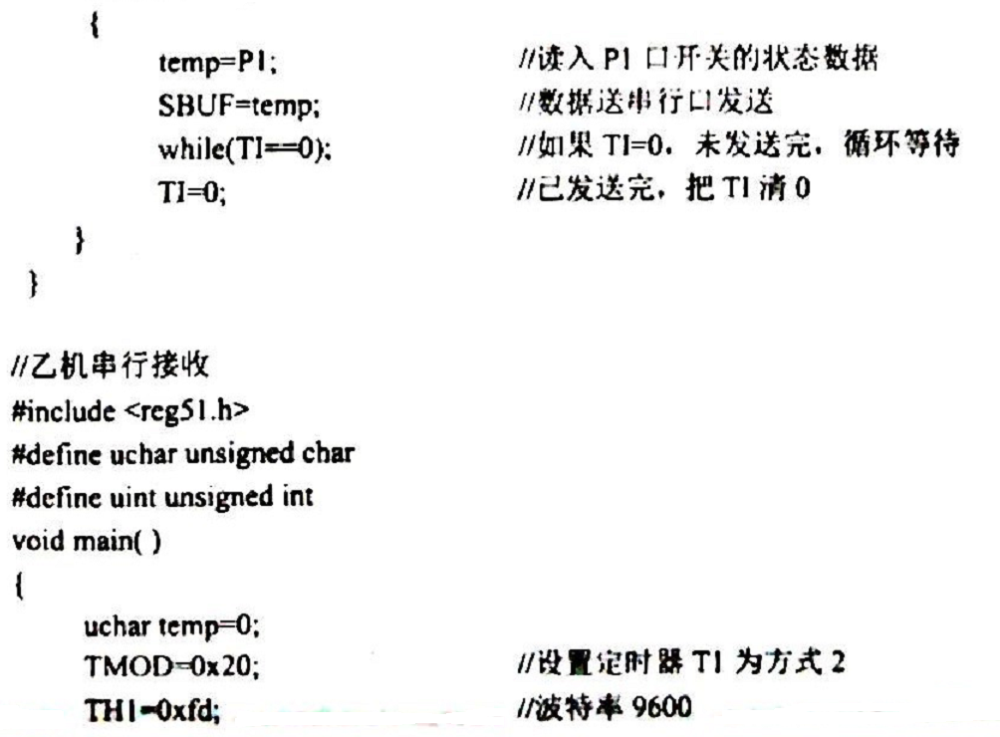 {
temp=P1; //读入 P1 口开关的状态数据
SBUF=temp; //数据送串行口发送
while(TI==0); //如果 TI=0，未发送完，循环等待
TI=0; //已发送完，把 TI 清 0
}
}
//乙机串行接收
#include <reg51.h>
#define uchar unsigned char
#define uint unsigned int
void main( )
{
uchar temp=0;
TMOD=0x20; //设置定时器 T1 为方式 2
TH1=0xfd; //波特率 9600